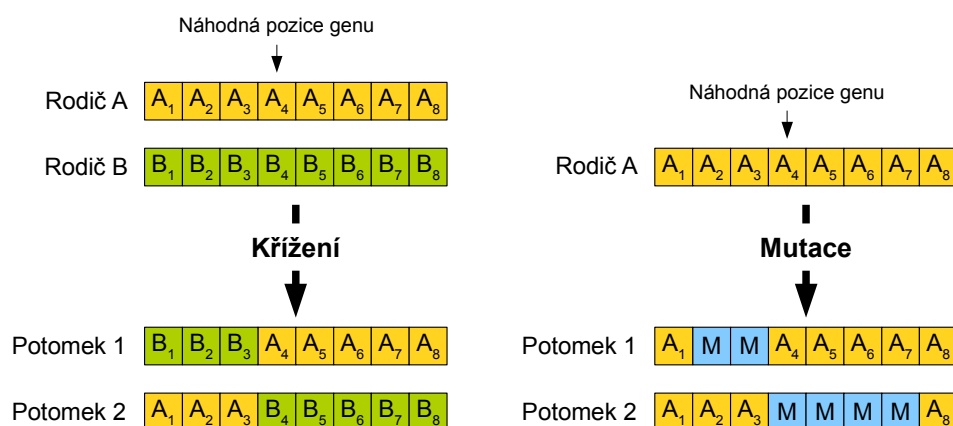 Náhodná pozice genu
Rodič A A₁ A₂ A₃ A₄ A₅ A₆ A₇ A₈
Rodič B B₁ B₂ B₃ B₄ B₅ B₆ B₇ B₈
Křížení
Potomek 1 B₁ B₂ B₃ A₄ A₅ A₆ A₇ A₈
Potomek 2 A₁ A₂ A₃ B₄ B₅ B₆ B₇ B₈
Náhodná pozice genu
Rodič A A₁ A₂ A₃ A₄ A₅ A₆ A₇ A₈
Mutace
Potomek 1 A₁ M M A₄ A₅ A₆ A₇ A₈
Potomek 2 A₁ A₂ A₃ M M M M A₈